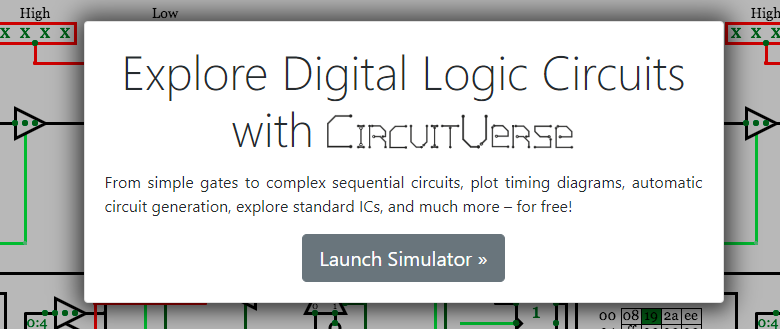 High
Low
High
X X X X
X X
Explore Digital Logic Circuits
with CircuitVerse
From simple gates to complex sequential circuits, plot timing diagrams, automatic
circuit generation, explore standard ICs, and much more – for free!
Launch Simulator »
0:4
1
00 08 19 2a ee
0:4